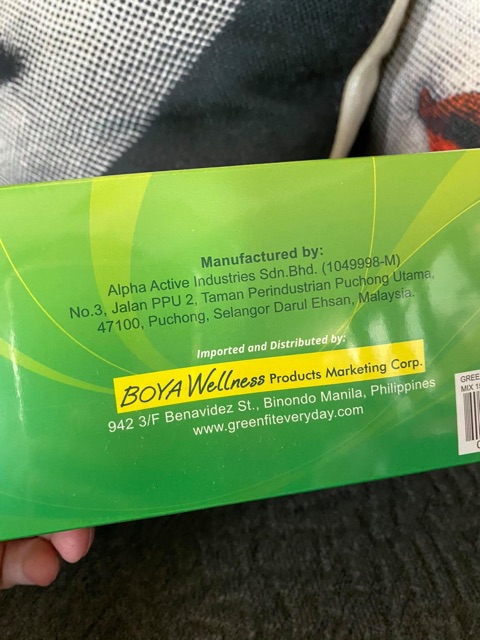 Manufactured by:
Alpha Active Industries Sdn.Bhd. (1049998-M)
No.3, Jalan PPU 2, Taman Perindustrian Puchong Utama,
47100, Puchong, Selangor Darul Ehsan, Malaysia.
Imported and Distributed by:
BOYA Wellness Products Marketing Corp.
942 3/F Benavidez St., Binondo Manila, Philippines
www.greenfiteveryday.com
GREE
MIX